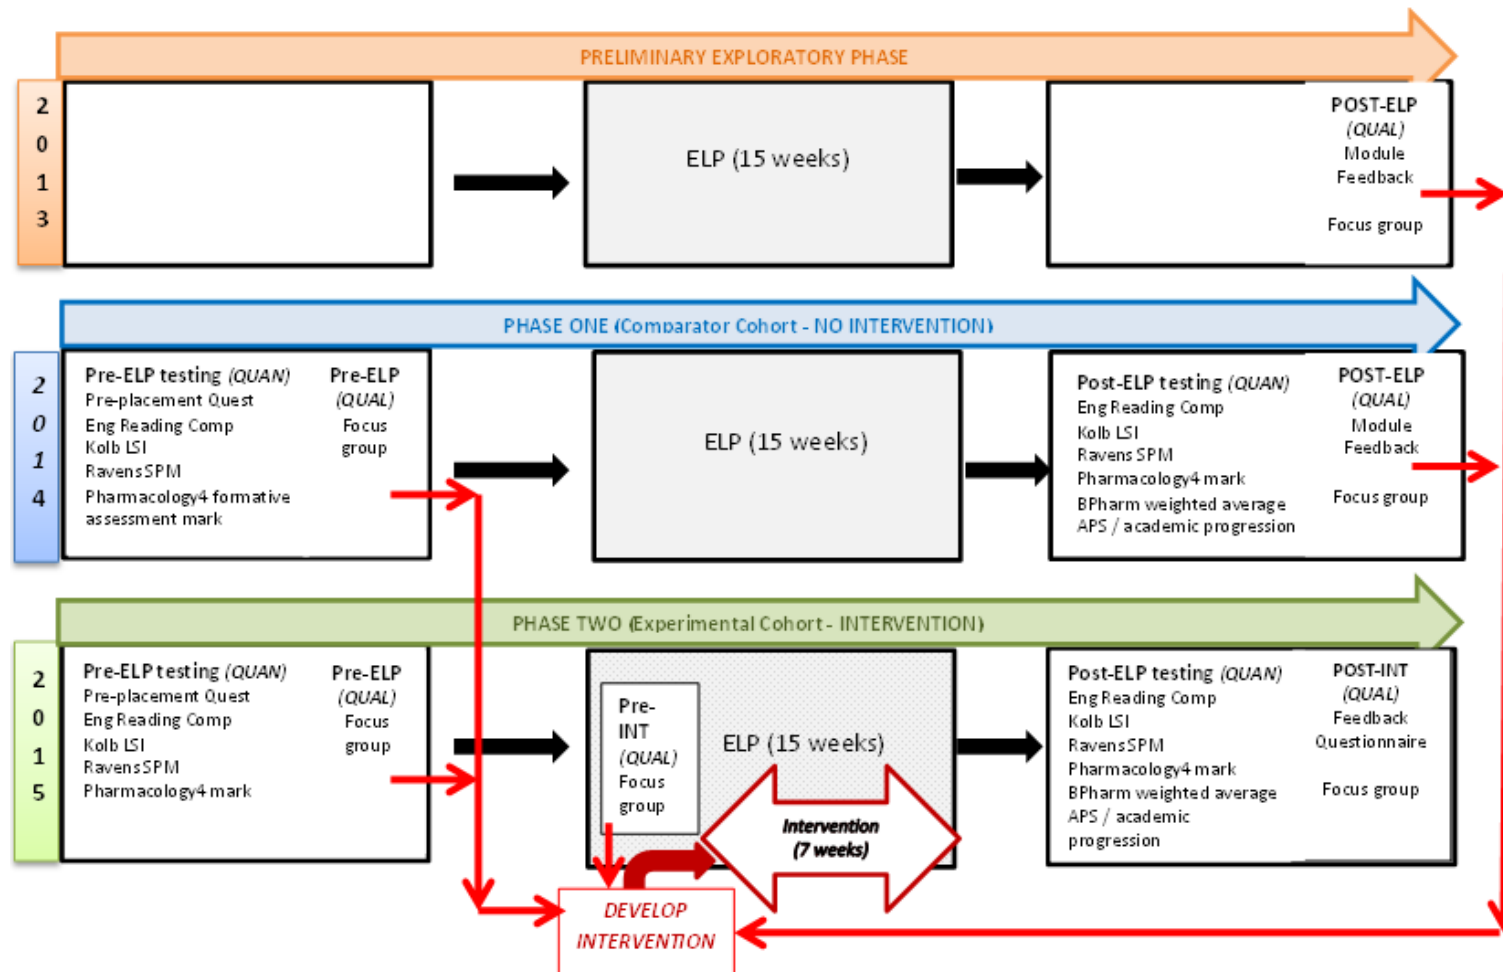 PRELIMINARY EXPLORATORY PHASE
2
0
1
3
ELP (15 weeks)
POST-ELP
(QUAL)
Module
Feedback
Focus group
PHASE ONE (Comparator Cohort - NO INTERVENTION)
2
0
1
4
Pre-ELP testing (QUAN)
Pre-placement Quest
Eng Reading Comp
Kolb LSI
Ravens SPM
Pharmacology4 formative
assessment mark
Pre-ELP
(QUAL)
Focus
group
ELP (15 weeks)
Post-ELP testing (QUAN)
Eng Reading Comp
Kolb LSI
Ravens SPM
Pharmacology4 mark
BPharm weighted average
APS / academic progression
POST-ELP
(QUAL)
Module
Feedback
Focus group
PHASE TWO (Experimental Cohort - INTERVENTION)
2
0
1
5
Pre-ELP testing (QUAN)
Pre-placement Quest
Eng Reading Comp
Kolb LSI
Ravens SPM
Pharmacology4 mark
Pre-ELP
(QUAL)
Focus
group
Pre-
INT
(QUAL)
Focus
group
ELP (15 weeks)
Intervention
(7 weeks)
DEVELOP
INTERVENTION
Post-ELP testing (QUAN)
Eng Reading Comp
Kolb LSI
Ravens SPM
Pharmacology4 mark
BPharm weighted average
APS / academic
progression
POST-INT
(QUAL)
Feedback
Questionnaire
Focus group